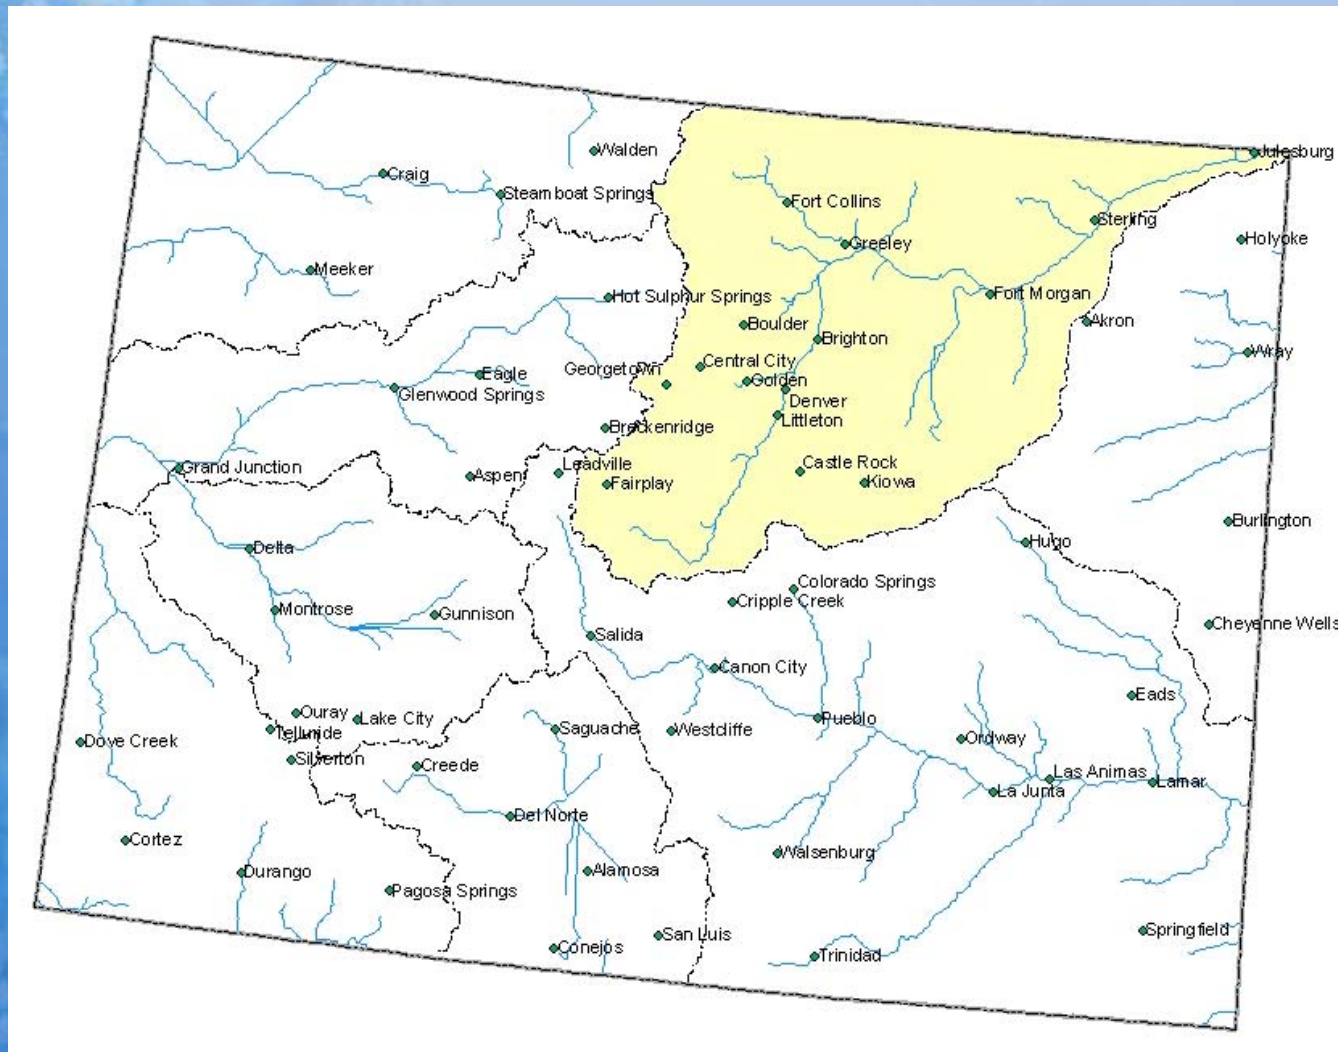 Julesburg
Walden
Craig
Steamboat Springs
Fort Collins
Sterling
Greeley
Holyoke
Meeker
Hot Sulphur Springs
Fort Morgan
Boulder
Akron
Brighton
Wray
Central City
Georgetown
Eagle
Golden
Glenwood Springs
Denver
Littleton
Breckenridge
Leadville
Castle Rock
Grand Junction
Aspen
Fairplay
Kiowa
Burlington
Hugo
Delta
Colorado Springs
Cripple Creek
Montrose
Gunnison
Cheyenne Wells
Salida
Canon City
Eads
Ouray
Lake City
Pueblo
Telluride
Saguache
Westcliffe
Dove Creek
Ordway
Silverton
Creede
Las Animas
Lamar
La Junta
Del Norte
Cortez
Walsenburg
Durango
Alamosa
Pagosa Springs
San Luis
Springfield
Conejos
Trinidad